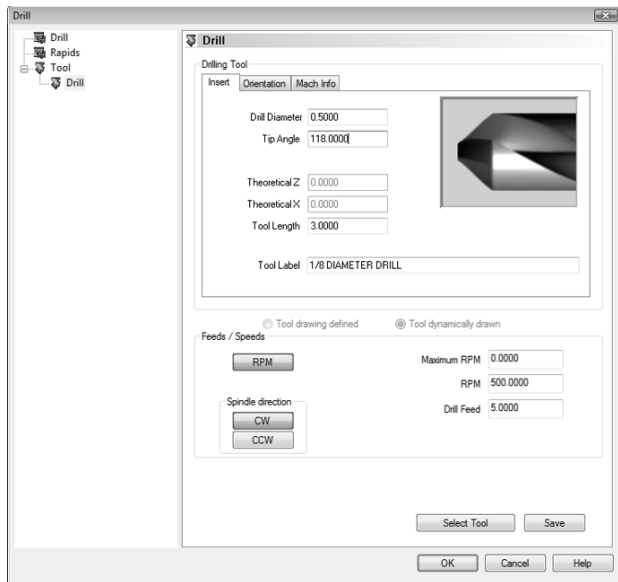 Drill
Drill
Rapids
Tool
Drill
Drill
Drilling Tool
Insert Orientation Mach Info
Drill Diameter 0.5000
Tip Angle 118.0000
Theoretical Z 0.0000
Theoretical X 0.0000
Tool Length 3.0000
Tool Label 1/8 DIAMETER DRILL
Tool drawing defined Tool dynamically drawn
Feeds / Speeds
RPM
Maximum RPM 0.0000
RPM 500.0000
Drill Feed 5.0000
Spindle direction
CW
CCW
Select Tool Save
OK Cancel Help